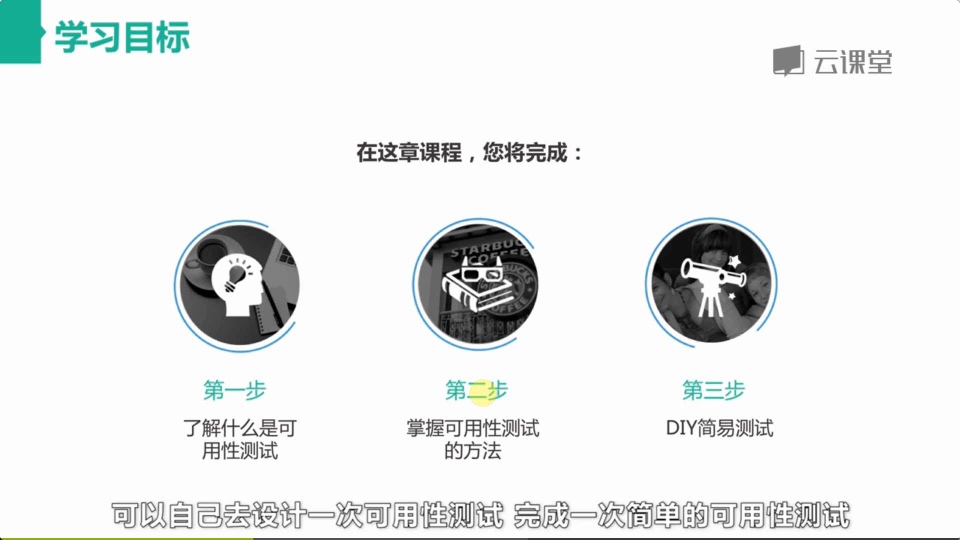 学习目标
云课堂
在这章课程，您将完成：
STARBUCKS
COFFEE
第一步
第二步
第三步
了解什么是可
用性测试
掌握可用性测试
的方法
DIY简易测试
可以自己去设计一次可用性测试 完成一次简单的可用性测试